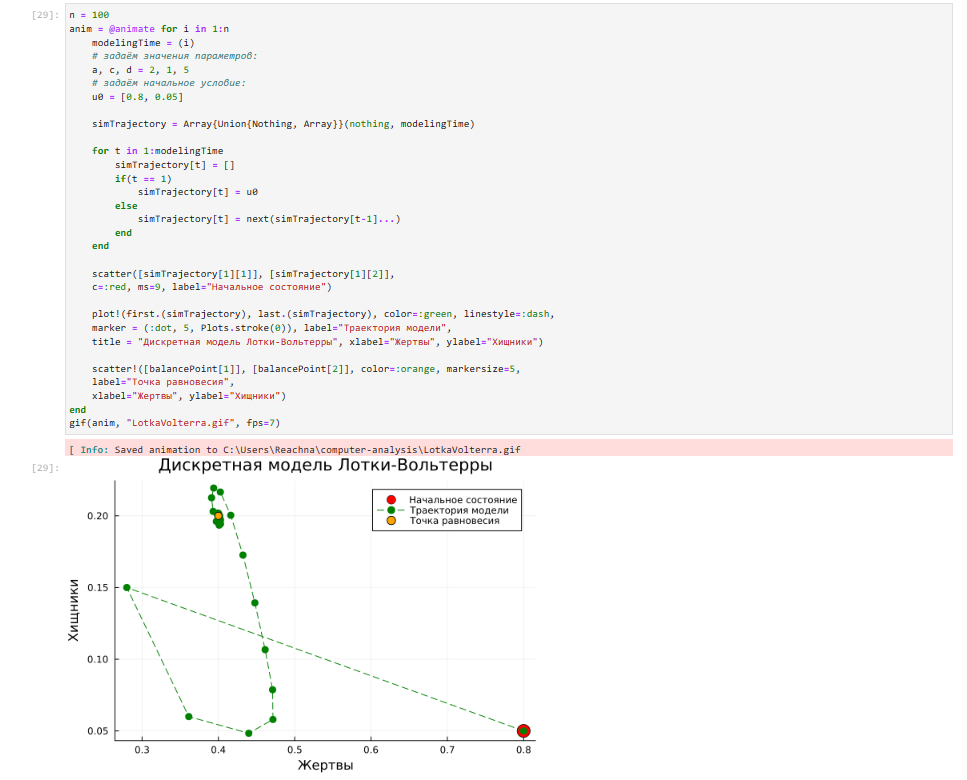 [29]:
n = 100
anim = @animate for i in 1:n
    modelingTime = (i)
    # задаём значения параметров:
    a, c, d = 2, 1, 5
    # задаём начальное условие:
    u0 = [0.8, 0.05]
    simTrajectory = Array{Union{Nothing, Array}}(nothing, modelingTime)
    for t in 1:modelingTime
        simTrajectory[t] = []
        if(t == 1)
            simTrajectory[t] = u0
        else
            simTrajectory[t] = next(simTrajectory[t-1]...)
        end
    end
    scatter([simTrajectory[1][1]], [simTrajectory[1][2]],
    c=:red, ms=9, label="Начальное состояние")
    plot!(first.(simTrajectory), last.(simTrajectory), color=:green, linestyle=:dash,
    marker = (:dot, 5, Plots.stroke(0)), label="Траектория модели",
    title = "Дискретная модель Лотки-Вольтерры", xlabel="Жертвы", ylabel="Хищники")
    scatter!([balancePoint[1]], [balancePoint[2]], color=:orange, markersize=5,
    label="Точка равновесия",
    xlabel="Жертвы", ylabel="Хищники")
end
gif(anim, "LotkaVolterra.gif", fps=7)
[ Info: Saved animation to C:\Users\Reachna\computer-analysis\LotkaVolterra.gif
[29]:
Дискретная модель Лотки-Вольтерры
Начальное состояние
Траектория модели
Точка равновесия
0.20
0.15
0.10
0.05
Хищники
0.3 0.4 0.5 0.6 0.7 0.8
Жертвы